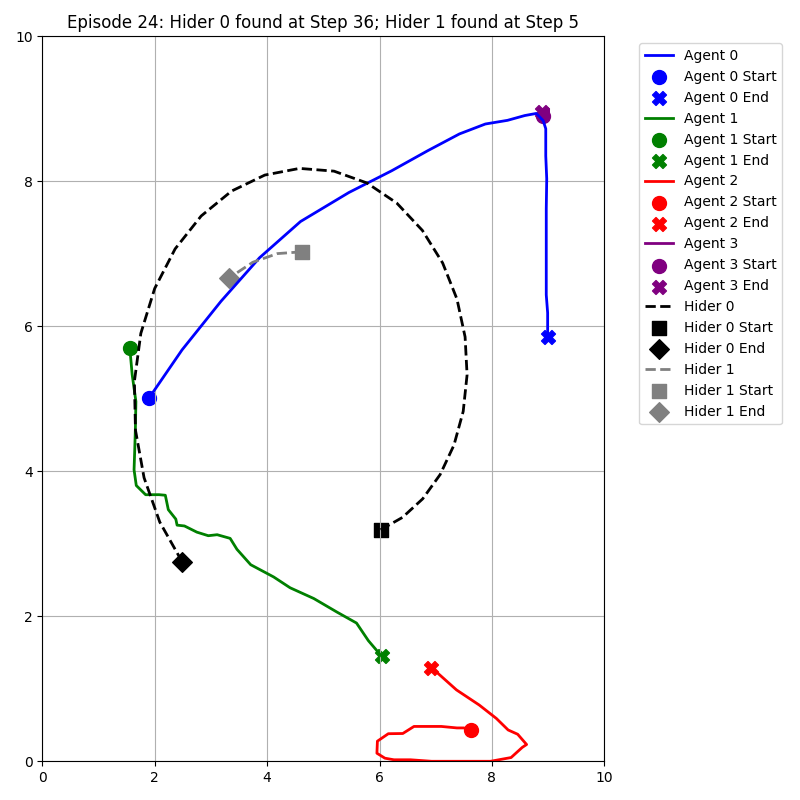 Episode 24: Hider 0 found at Step 36; Hider 1 found at Step 5
10
8
6
4
2
0
0 2 4 6 8 10
Agent 0
Agent 0 Start
Agent 0 End
Agent 1
Agent 1 Start
Agent 1 End
Agent 2
Agent 2 Start
Agent 2 End
Agent 3
Agent 3 Start
Agent 3 End
Hider 0
Hider 0 Start
Hider 0 End
Hider 1
Hider 1 Start
Hider 1 End